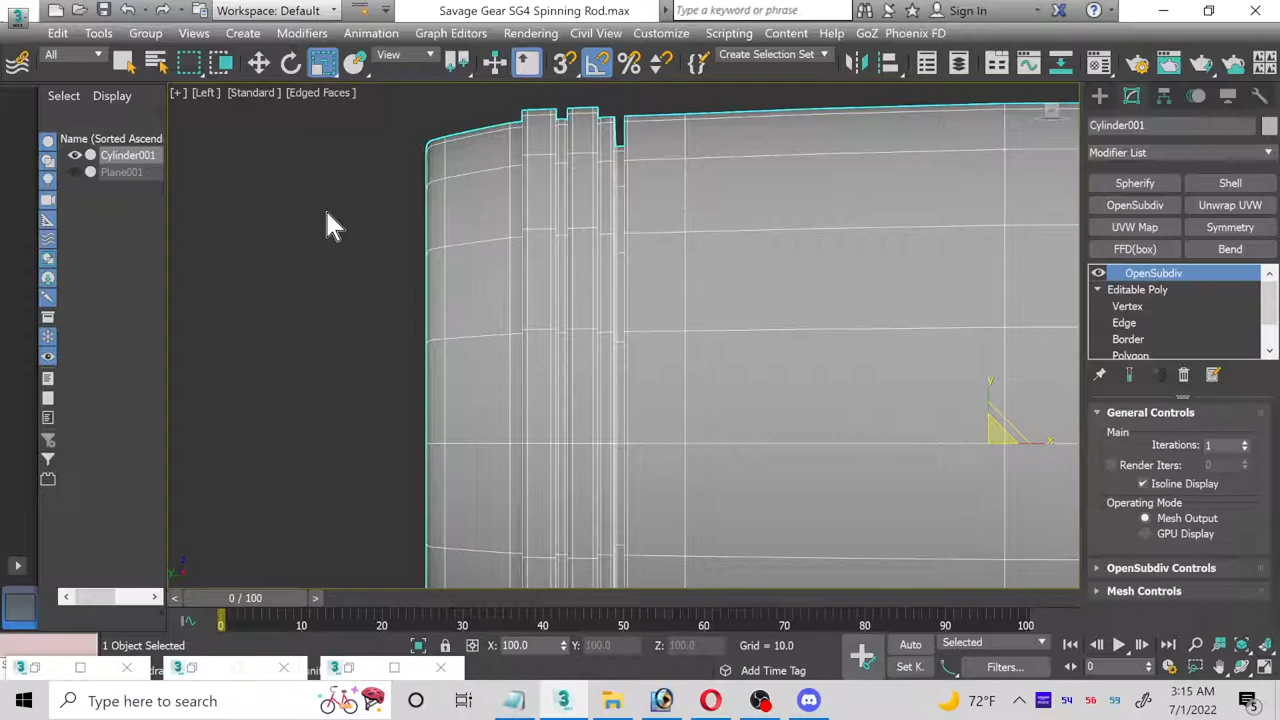 Workspace: Default
Savage Gear SG4 Spinning Rod.max
Type a keyword or phrase
Sign In
Edit Tools Group Views Create Modifiers Animation Graph Editors Rendering Civil View Customize Scripting Content Help GoZ Phoenix FD
All
View
Create Selection Set
Select Display
[+] [Left] [Standard] [Edged Faces]
Name (Sorted Ascend
Cylinder001
Plane001
Cylinder001
Modifier List
Spherify Shell
OpenSubdiv Unwrap UVW
UVW Map Symmetry
FFD(box) Bend
OpenSubdiv
Editable Poly
Vertex
Edge
Border
Polygon
General Controls
Main
Iterations: 1
Render Iters: 0
Isoline Display
Operating Mode
Mesh Output
GPU Display
OpenSubdiv Controls
Mesh Controls
y
x
z
y
0 / 100
0 10 20 30 40 50 60 70 80 90 100
1 Object Selected
X: 100.0 Y: 100.0 Z: 100.0 Grid = 10.0
Add Time Tag
Auto
Selected
Set K.
Filters...
0
Type here to search
72°F
54 56 59
3:15 AM
7/1/2022
5